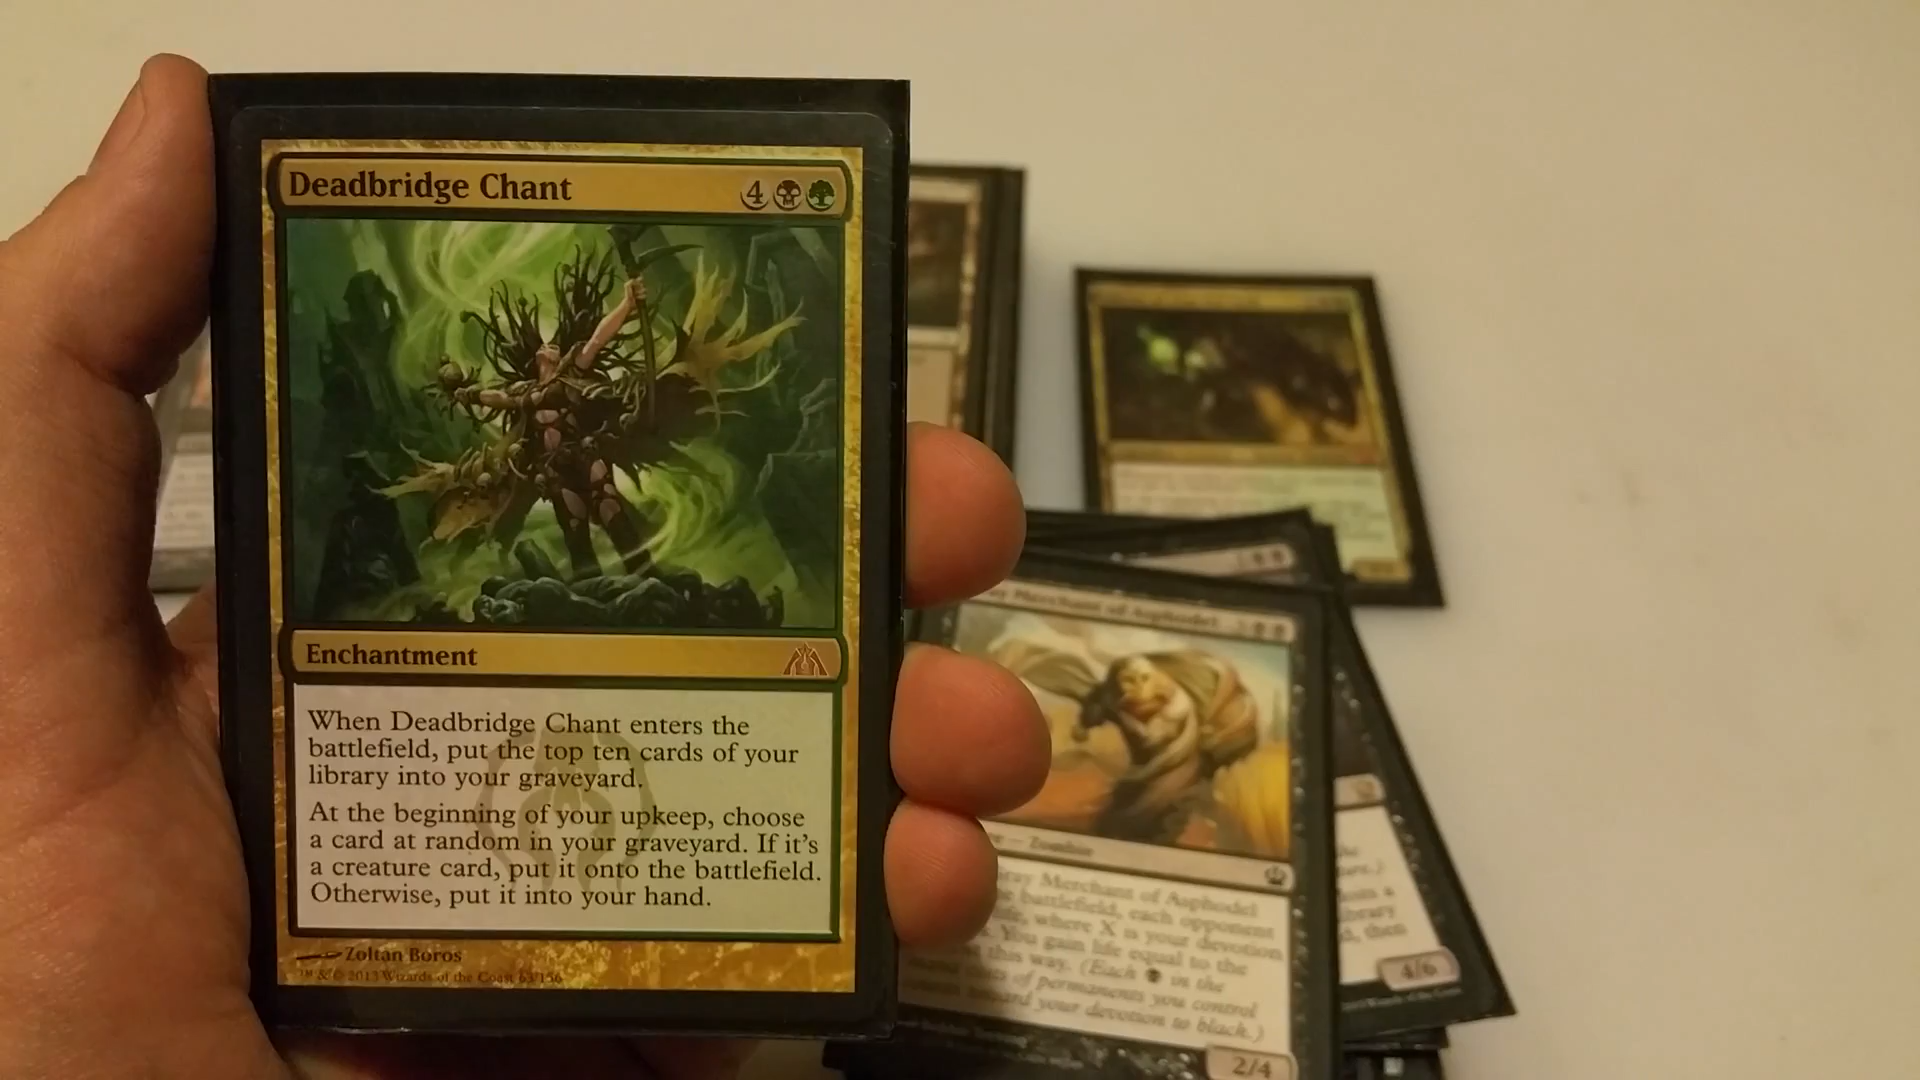 Deadbridge Chant
4
Enchantment
When Deadbridge Chant enters the
battlefield, put the top ten cards of your
library into your graveyard.
At the beginning of your upkeep, choose
a card at random in your graveyard. If it's
a creature card, put it onto the battlefield.
Otherwise, put it into your hand.
Zoltan Boros
™ & © 2013 Wizards of the Coast 63/156
Merchant of Asphodel
Zombie
Gray Merchant of Asphodel
battlefield, each opponent
life, where X is your devotion
You gain life equal to the
this way. (Each in the
costs of permanents you control
toward your devotion to black.)
2/4
library
then
4/6